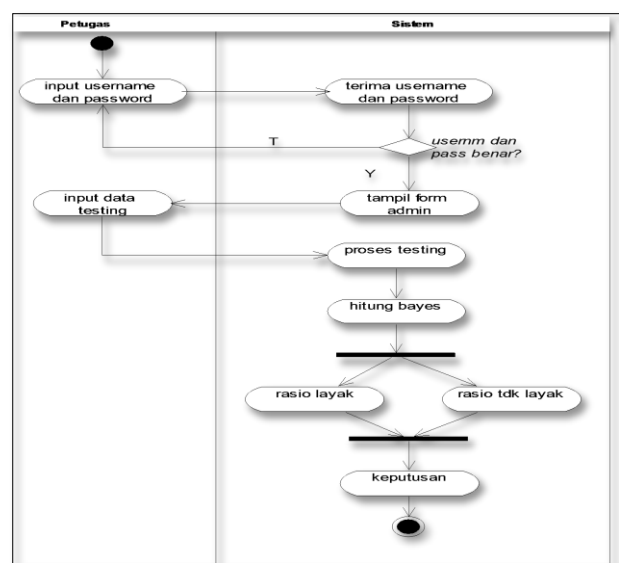 Petugas
Sistem
input username
dan password
terima username
dan password
T
usernm dan
pass benar?
Y
input data
testing
tampil form
admin
proses testing
hitung bayes
rasio layak
rasio tdk layak
keputusan